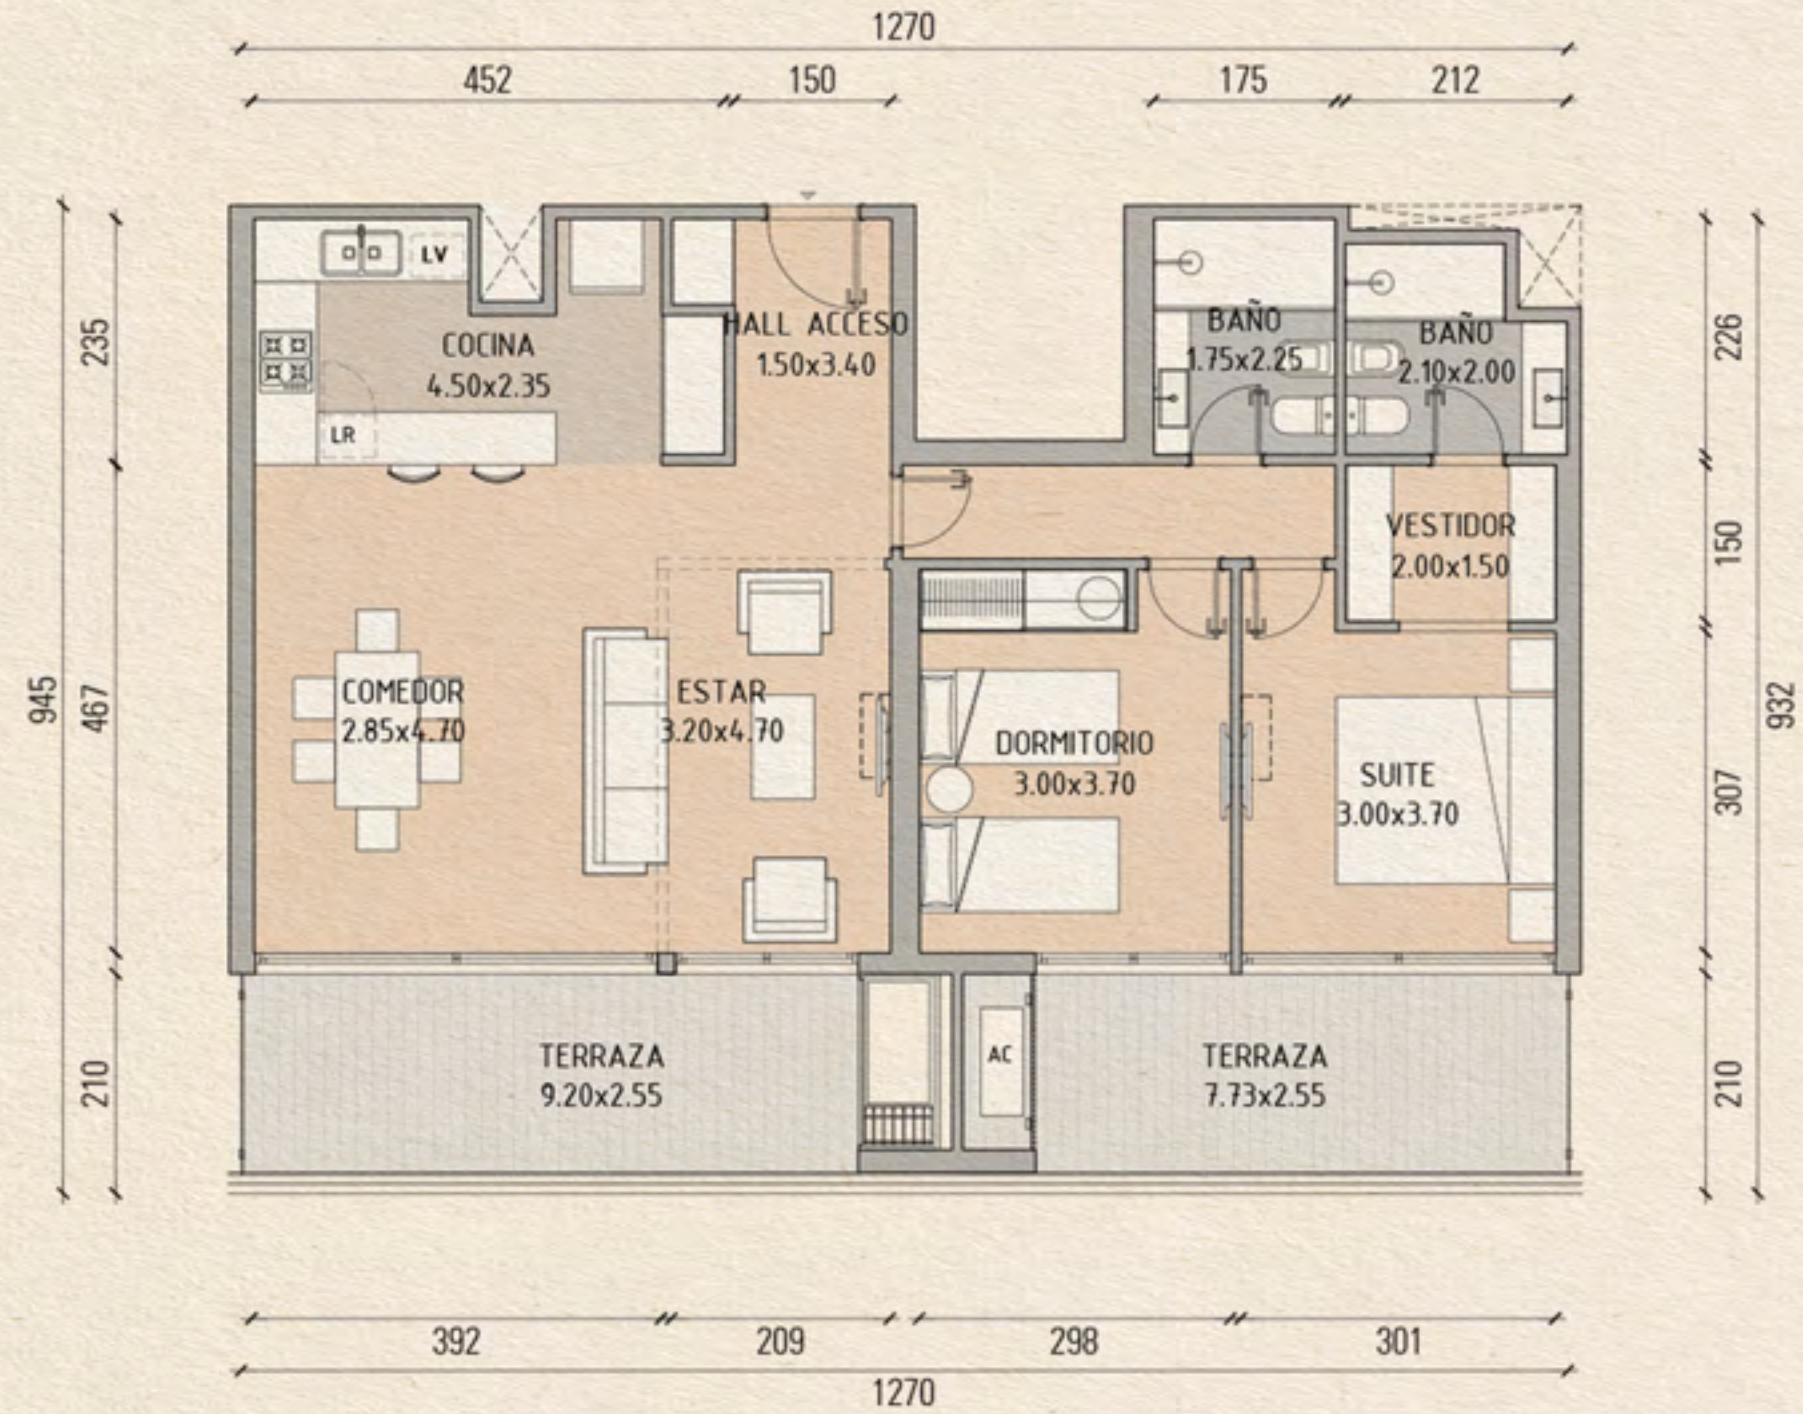 1270
452
150
175
212
LV
COCINA
4.50x2.35
LR
HALL ACCESO
1.50x3.40
BAÑO
1.75x2.25
BAÑO
2.10x2.00
VESTIDOR
2.00x1.50
COMEDOR
2.85x4.70
ESTAR
3.20x4.70
DORMITORIO
3.00x3.70
SUITE
3.00x3.70
TERRAZA
9.20x2.55
AC
TERRAZA
7.73x2.55
945
235
467
210
226
150
307
210
932
392
209
298
301
1270